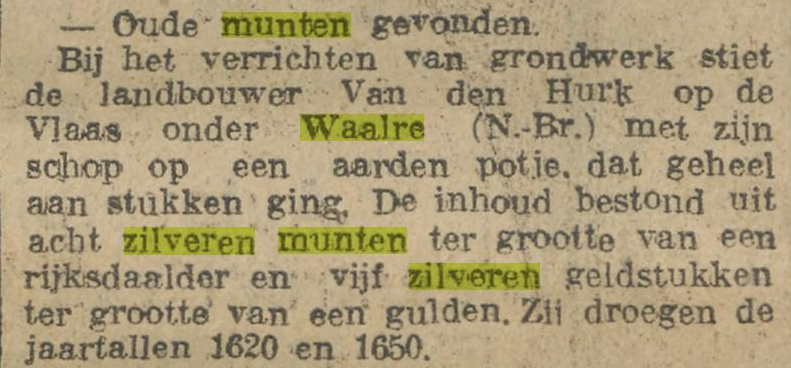 — Oude munten gevonden.
Bij het verrichten van grondwerk stiet
de landbouwer Van den Hurk op de
Vlaas onder Waalre (N.-Br.) met zijn
schop op een aarden potje, dat geheel
aan stukken ging. De inhoud bestond uit
acht zilveren munten ter grootte van een
rijksdaalder en vijf zilveren geldstukken
ter grootte van een gulden. Zij droegen de
jaartallen 1620 en 1650.